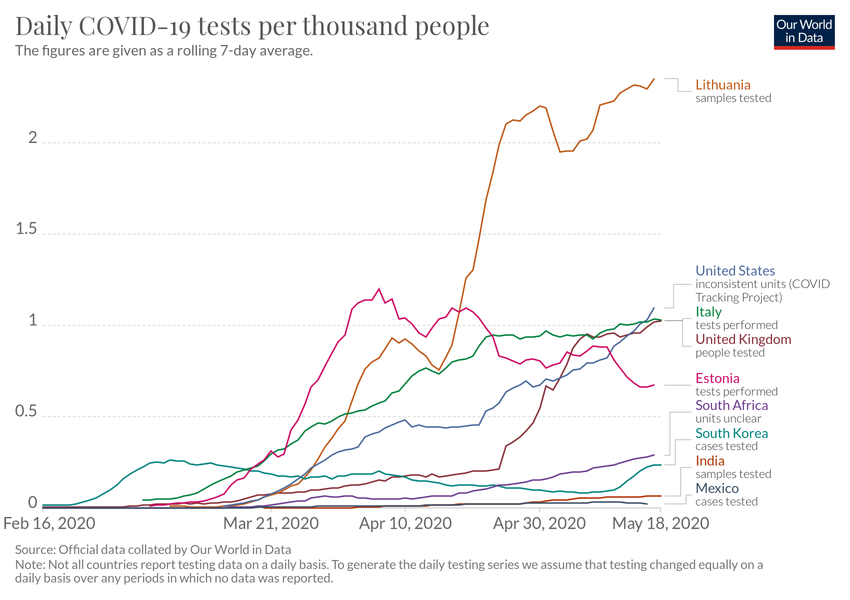 Daily COVID-19 tests per thousand people
The figures are given as a rolling 7-day average.
Our World
in Data
Lithuania
samples tested
2
1.5
United States
inconsistent units (COVID
Tracking Project)
Italy
tests performed
1
United Kingdom
people tested
Estonia
tests performed
South Africa
units unclear
0.5
South Korea
cases tested
India
samples tested
Mexico
cases tested
0
Feb 16, 2020
Mar 21, 2020
Apr 10, 2020
Apr 30, 2020
May 18, 2020
Source: Official data collated by Our World in Data
Note: Not all countries report testing data on a daily basis. To generate the daily testing series we assume that testing changed equally on a
daily basis over any periods in which no data was reported.